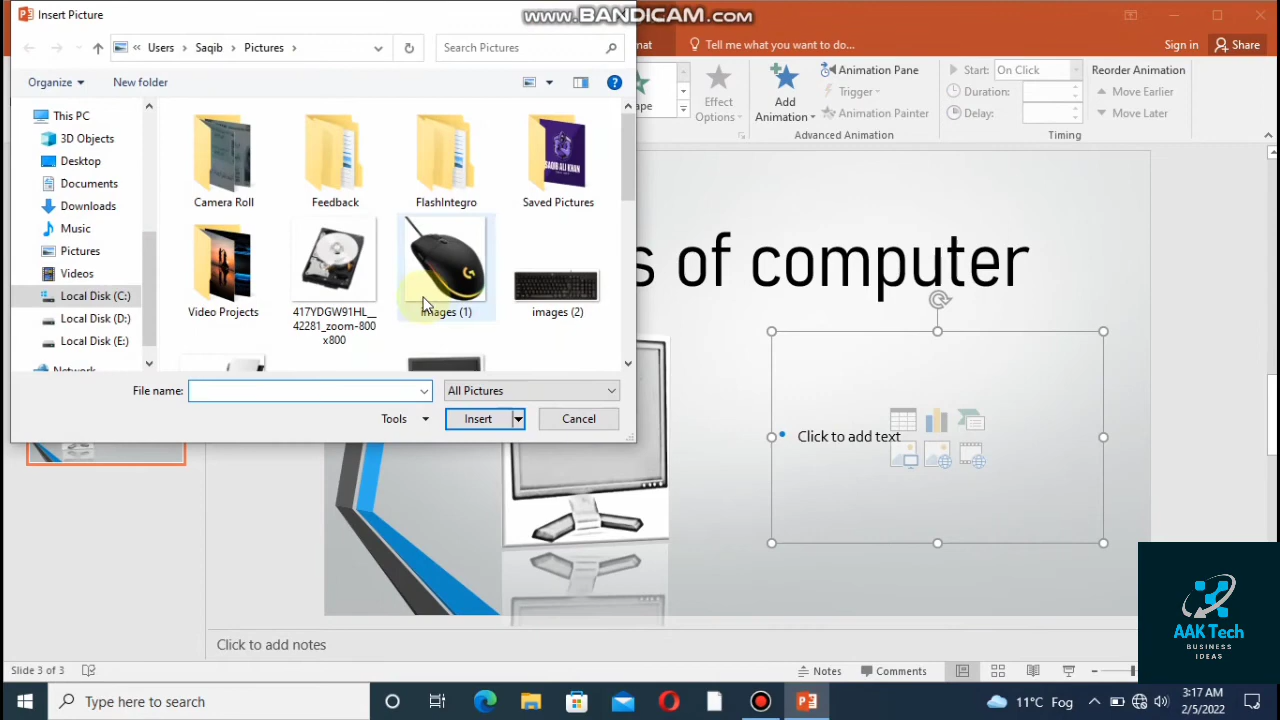 Insert Picture
www.BANDICAM.com
« Users > Saqib > Pictures >
Search Pictures
Organize
New folder
This PC
3D Objects
Desktop
Documents
Downloads
Music
Pictures
Videos
Local Disk (C:)
Local Disk (D:)
Local Disk (E:)
Network
Camera Roll
Feedback
FlashIntegro
Saved Pictures
SAQIB ALI KHAN
Video Projects
417YDGW91HL__
42281_zoom-800
x800
images (1)
images (2)
File name:
All Pictures
Tools
Insert
Cancel
Tell me what you want to do...
Sign in
Share
Effect
Options
Add
Animation
Animation Pane
Trigger
Animation Painter
Advanced Animation
Start:
On Click
Duration:
Delay:
Timing
Reorder Animation
Move Earlier
Move Later
s of computer
Click to add text
Click to add notes
AAK Tech
BUSINESS
IDEAS
Slide 3 of 3
Notes
Comments
Type here to search
11°C Fog
3:17 AM
2/5/2022